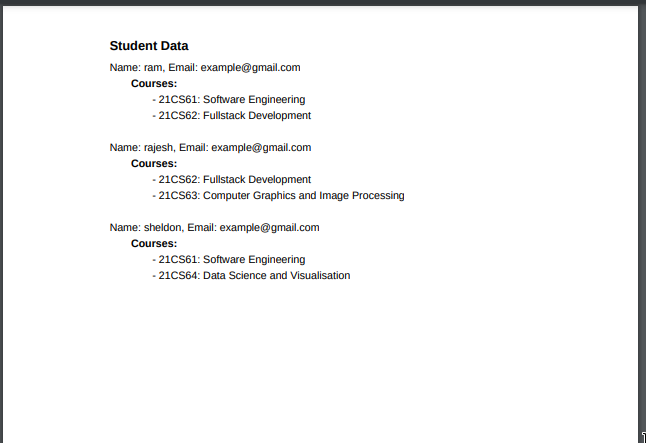 Student Data
Name: ram, Email: example@gmail.com
Courses:
- 21CS61: Software Engineering
- 21CS62: Fullstack Development
Name: rajesh, Email: example@gmail.com
Courses:
- 21CS62: Fullstack Development
- 21CS63: Computer Graphics and Image Processing
Name: sheldon, Email: example@gmail.com
Courses:
- 21CS61: Software Engineering
- 21CS64: Data Science and Visualisation